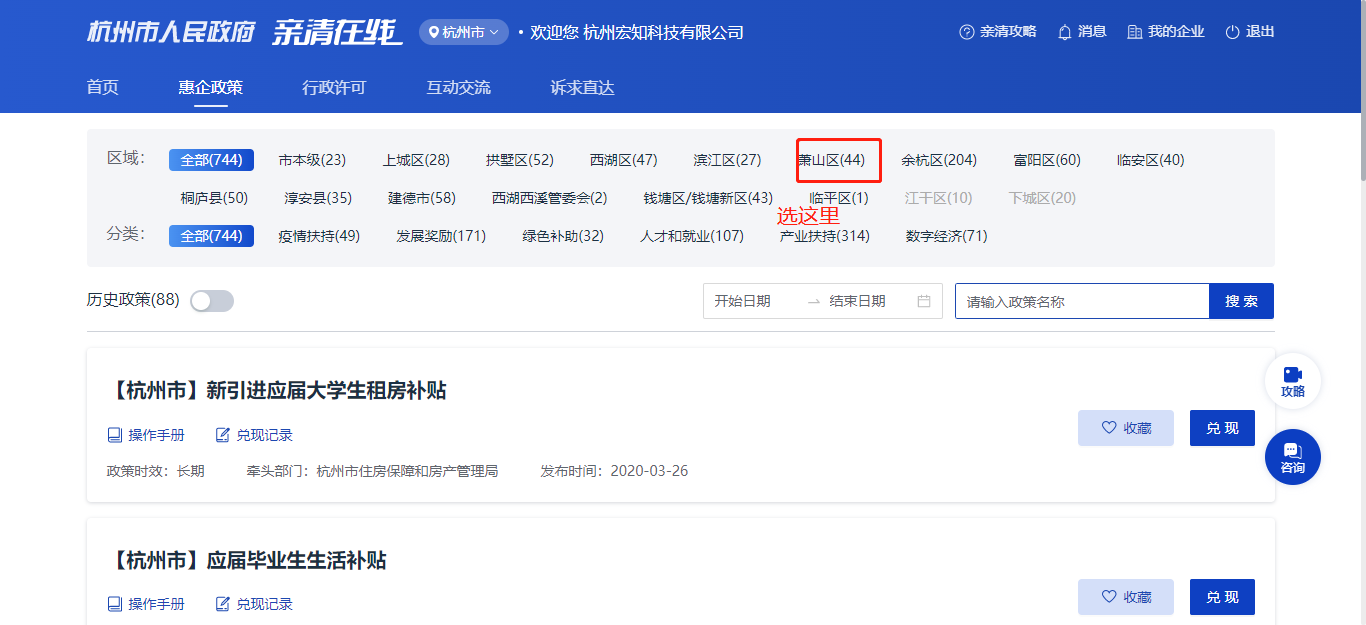 杭州市人民政府 亲清在线 杭州市 • 欢迎您 杭州宏知科技有限公司 亲清攻略 消息 我的企业 退出
首页 惠企政策 行政许可 互动交流 诉求直达
区域: 全部(744) 市本级(23) 上城区(28) 拱墅区(52) 西湖区(47) 滨江区(27) 萧山区(44) 余杭区(204) 富阳区(60) 临安区(40)
桐庐县(50) 淳安县(35) 建德市(58) 西湖西溪管委会(2) 钱塘区/钱塘新区(43) 临平区(1) 江干区(10) 下城区(20)
选这里
分类: 全部(744) 疫情扶持(49) 发展奖励(171) 绿色补助(32) 人才和就业(107) 产业扶持(314) 数字经济(71)
历史政策(88) 开始日期 → 结束日期 请输入政策名称 搜 索
【杭州市】新引进应届大学生租房补贴
操作手册 兑现记录 收藏 兑 现
政策时效：长期 牵头部门：杭州市住房保障和房产管理局 发布时间：2020-03-26
攻略
咨询
【杭州市】应届毕业生生活补贴
操作手册 兑现记录 收藏 兑 现